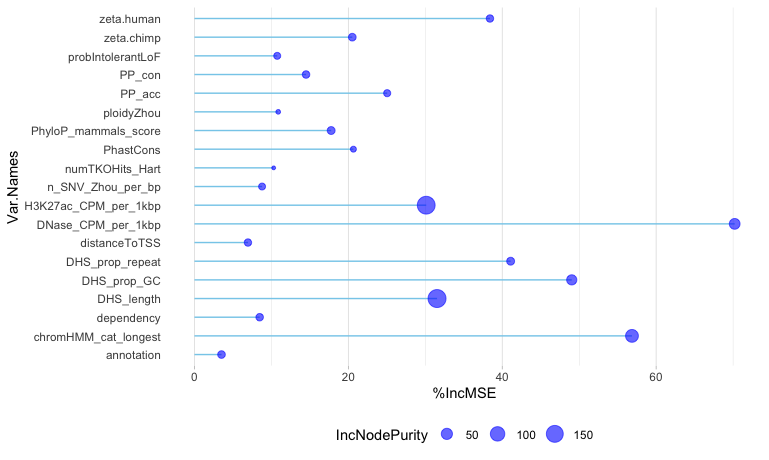 zeta.human
zeta.chimp
probIntolerantLoF
PP_con
PP_acc
ploidyZhou
PhyloP_mammals_score
PhastCons
numTKOHits_Hart
n_SNV_Zhou_per_bp
H3K27ac_CPM_per_1kbp
DNase_CPM_per_1kbp
distanceToTSS
DHS_prop_repeat
DHS_prop_GC
DHS_length
dependency
chromHMM_cat_longest
annotation
Var.Names
0 20 40 60
%IncMSE
IncNodePurity 50 100 150